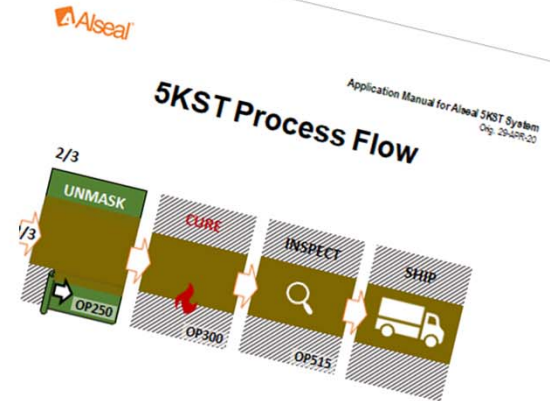 Alseal
Application Manual for Alseal 5KST System
Orig. 29-APR-20
5KST Process Flow
2/3
/3
UNMASK
OP250
CURE
OP300
INSPECT
OP515
SHIP